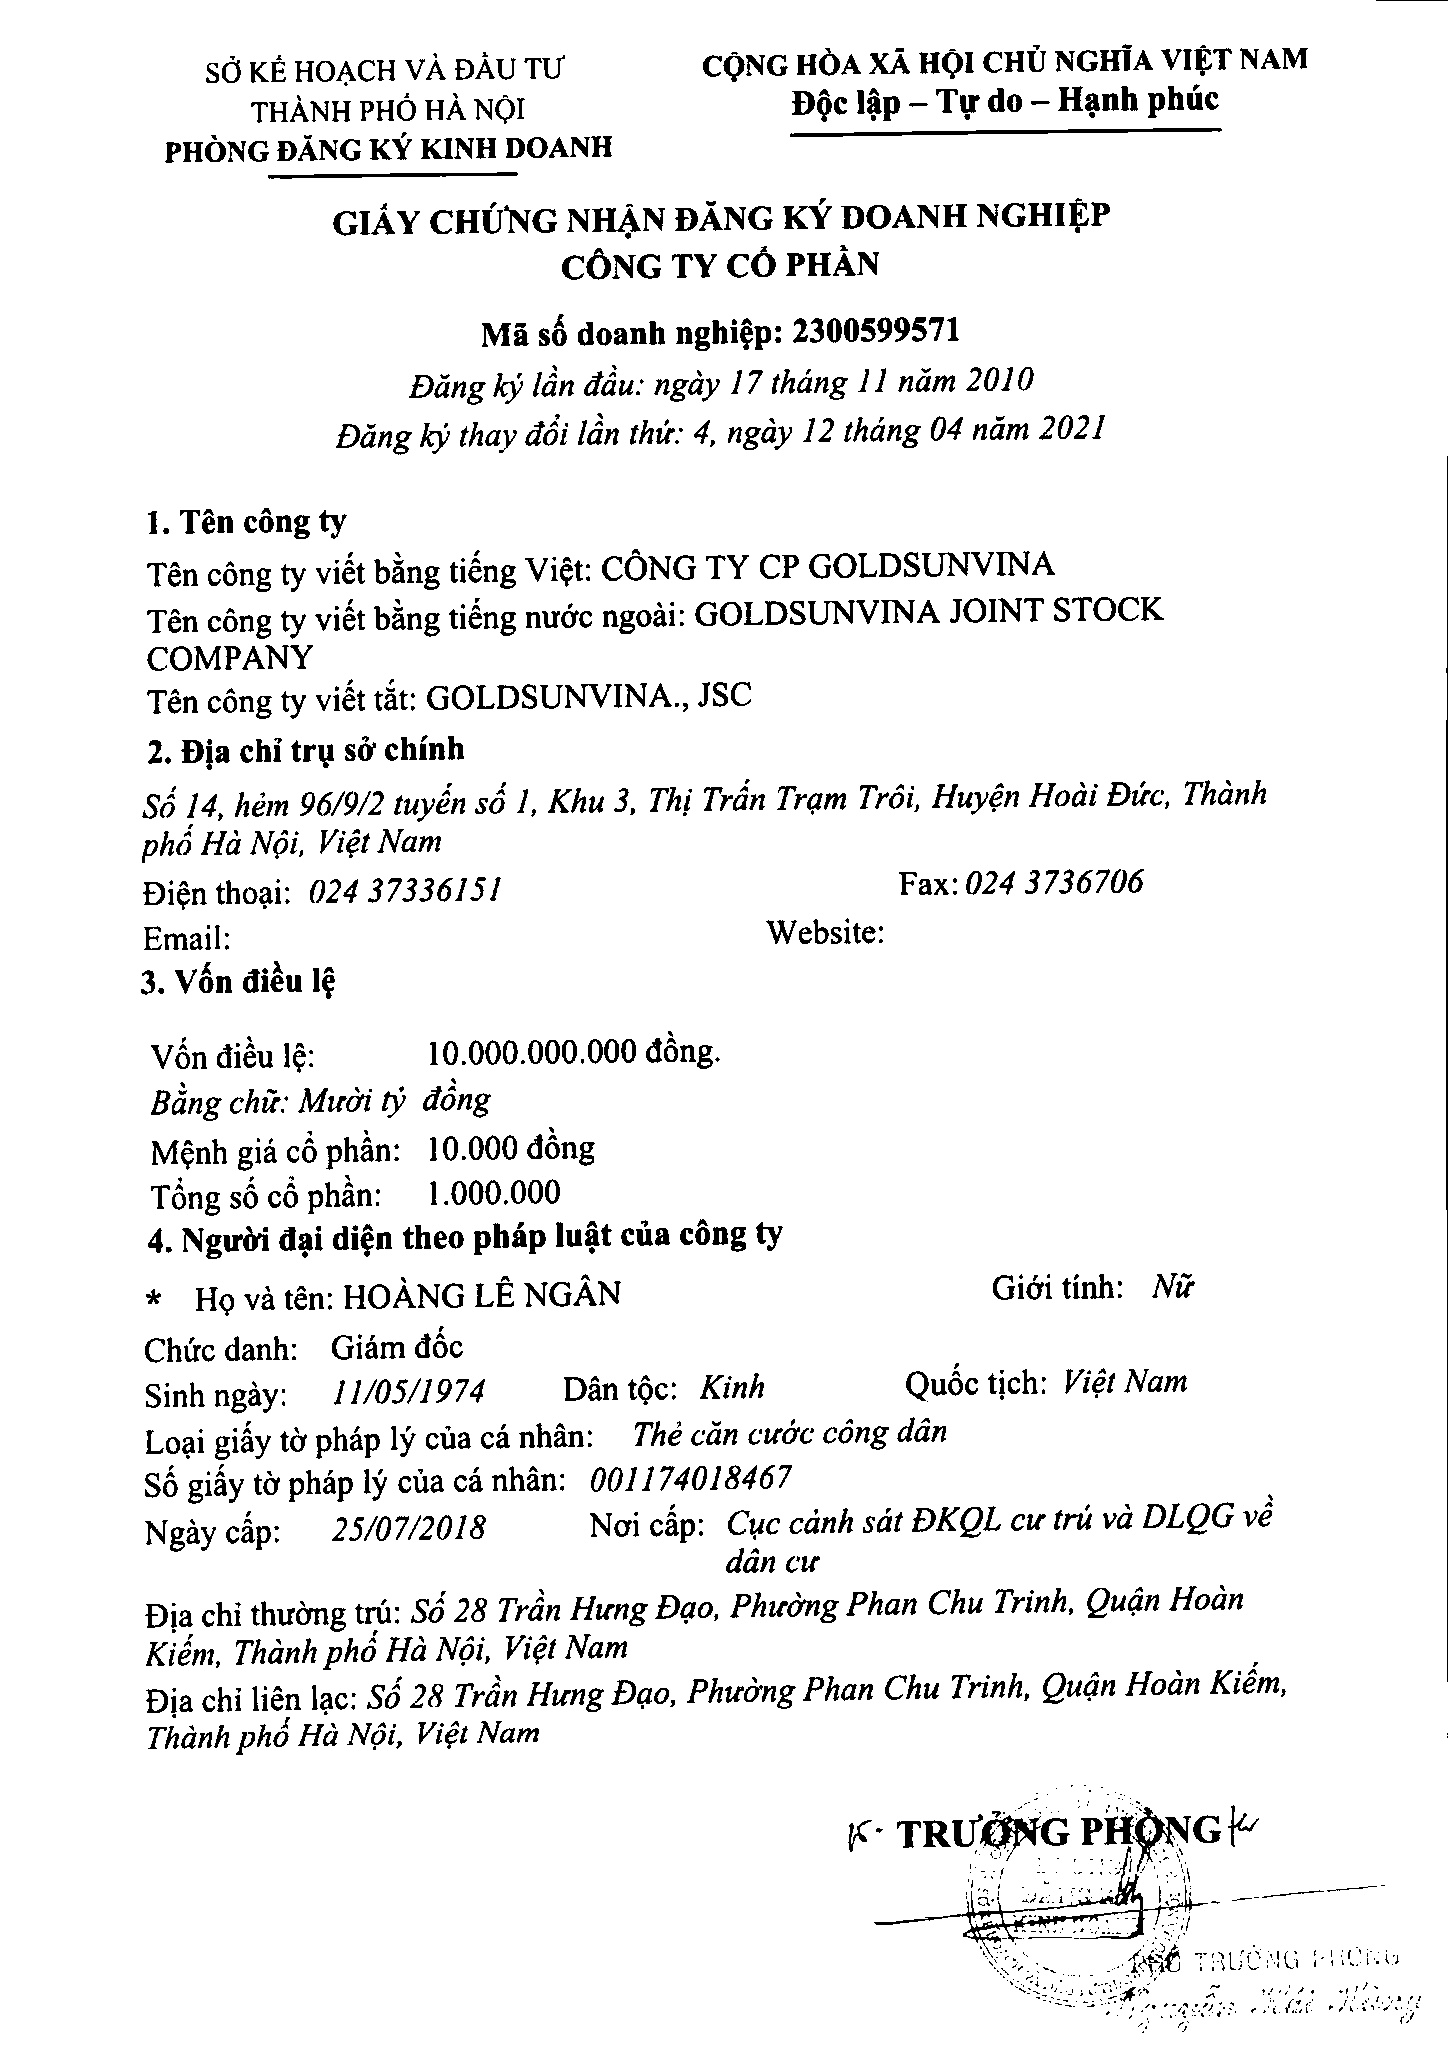 SỞ KẾ HOẠCH VÀ ĐẦU TƯ
THÀNH PHỐ HÀ NỘI
PHÒNG ĐĂNG KÝ KINH DOANH
CỘNG HÒA XÃ HỘI CHỦ NGHĨA VIỆT NAM
Độc lập – Tự do – Hạnh phúc
GIẤY CHỨNG NHẬN ĐĂNG KÝ DOANH NGHIỆP
CÔNG TY CỔ PHẦN
Mã số doanh nghiệp: 2300599571
Đăng ký lần đầu: ngày 17 tháng 11 năm 2010
Đăng ký thay đổi lần thứ: 4, ngày 12 tháng 04 năm 2021
1. Tên công ty
Tên công ty viết bằng tiếng Việt: CÔNG TY CP GOLDSUNVINA
Tên công ty viết bằng tiếng nước ngoài: GOLDSUNVINA JOINT STOCK
COMPANY
Tên công ty viết tắt: GOLDSUNVINA., JSC
2. Địa chỉ trụ sở chính
Số 14, hẻm 96/9/2 tuyến số 1, Khu 3, Thị Trấn Trạm Trôi, Huyện Hoài Đức, Thành
phố Hà Nội, Việt Nam
Điện thoại: 024 37336151 Fax: 024 3736706
Email: Website:
3. Vốn điều lệ
Vốn điều lệ: 10.000.000.000 đồng.
Bằng chữ: Mười tỷ đồng
Mệnh giá cổ phần: 10.000 đồng
Tổng số cổ phần: 1.000.000
4. Người đại diện theo pháp luật của công ty
* Họ và tên: HOÀNG LÊ NGÂN Giới tính: Nữ
Chức danh: Giám đốc
Sinh ngày: 11/05/1974 Dân tộc: Kinh Quốc tịch: Việt Nam
Loại giấy tờ pháp lý của cá nhân: Thẻ căn cước công dân
Số giấy tờ pháp lý của cá nhân: 001174018467
Ngày cấp: 25/07/2018 Nơi cấp: Cục cảnh sát ĐKQL cư trú và DLQG về
dân cư
Địa chỉ thường trú: Số 28 Trần Hưng Đạo, Phường Phan Chu Trinh, Quận Hoàn
Kiếm, Thành phố Hà Nội, Việt Nam
Địa chỉ liên lạc: Số 28 Trần Hưng Đạo, Phường Phan Chu Trinh, Quận Hoàn Kiếm,
Thành phố Hà Nội, Việt Nam
TRƯỞNG PHÒNG
PHÓ TRƯỞNG PHÒNG
Nguyễn